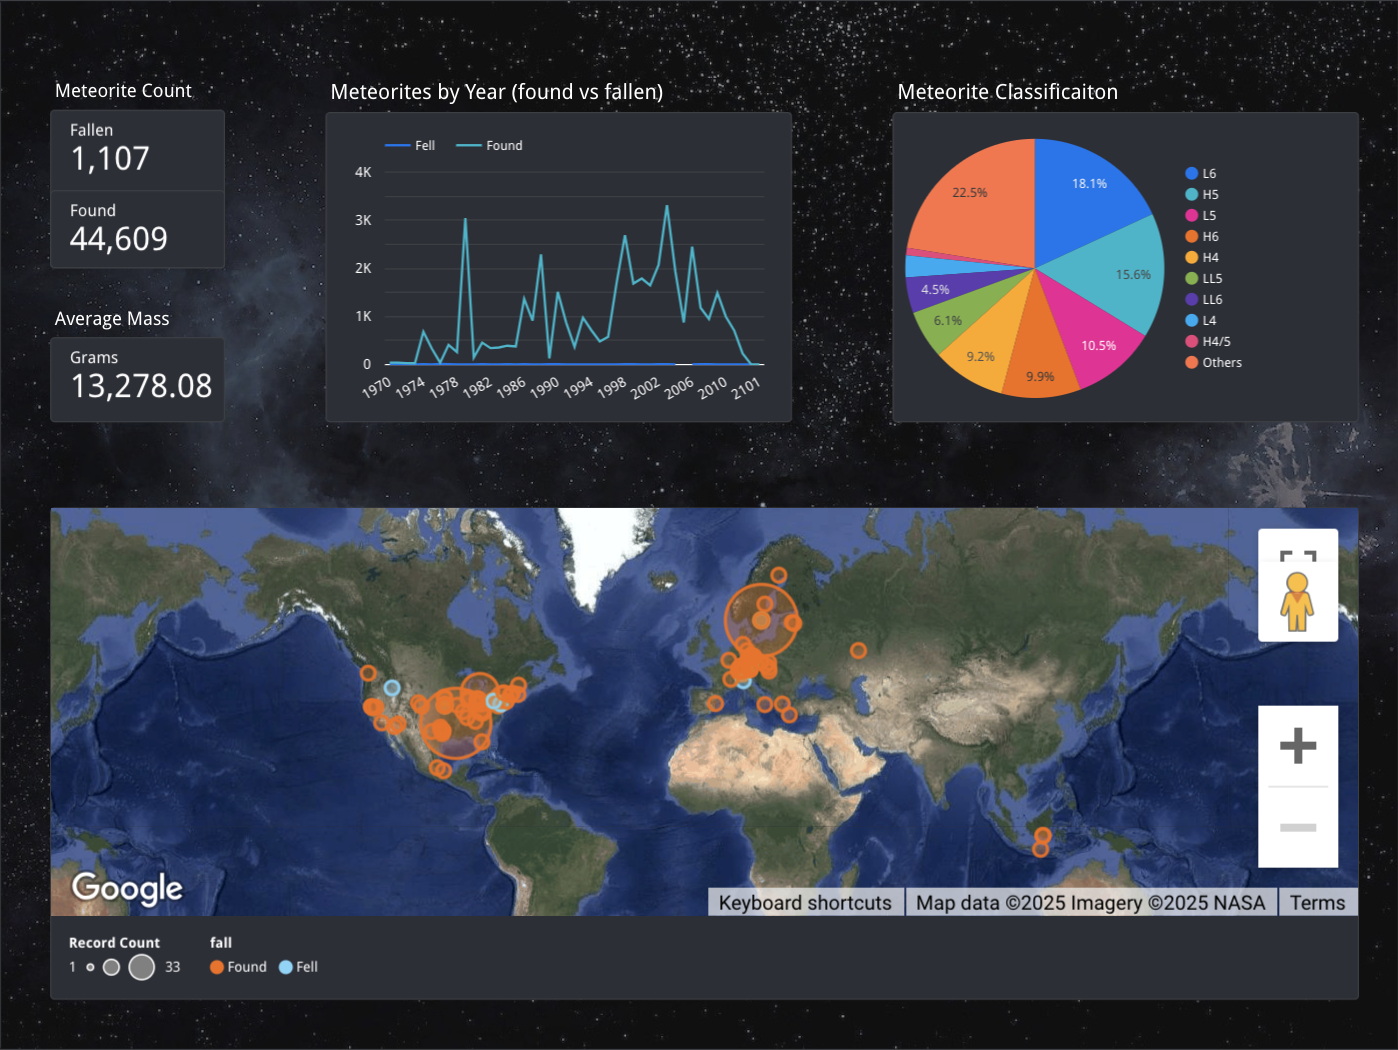 Meteorite Count
Fallen
1,107
Found
44,609
Average Mass
Grams
13,278.08
Meteorites by Year (found vs fallen)
Fell
Found
4K
3K
2K
1K
0
1970 1974 1978 1982 1986 1990 1994 1998 2002 2006 2010 2101
Meteorite Classificaiton
18.1%
15.6%
10.5%
9.9%
9.2%
6.1%
4.5%
22.5%
L6
H5
L5
H6
H4
LL5
LL6
L4
H4/5
Others
Google
Keyboard shortcuts Map data ©2025 Imagery ©2025 NASA Terms
Record Count fall
1 33 Found Fell